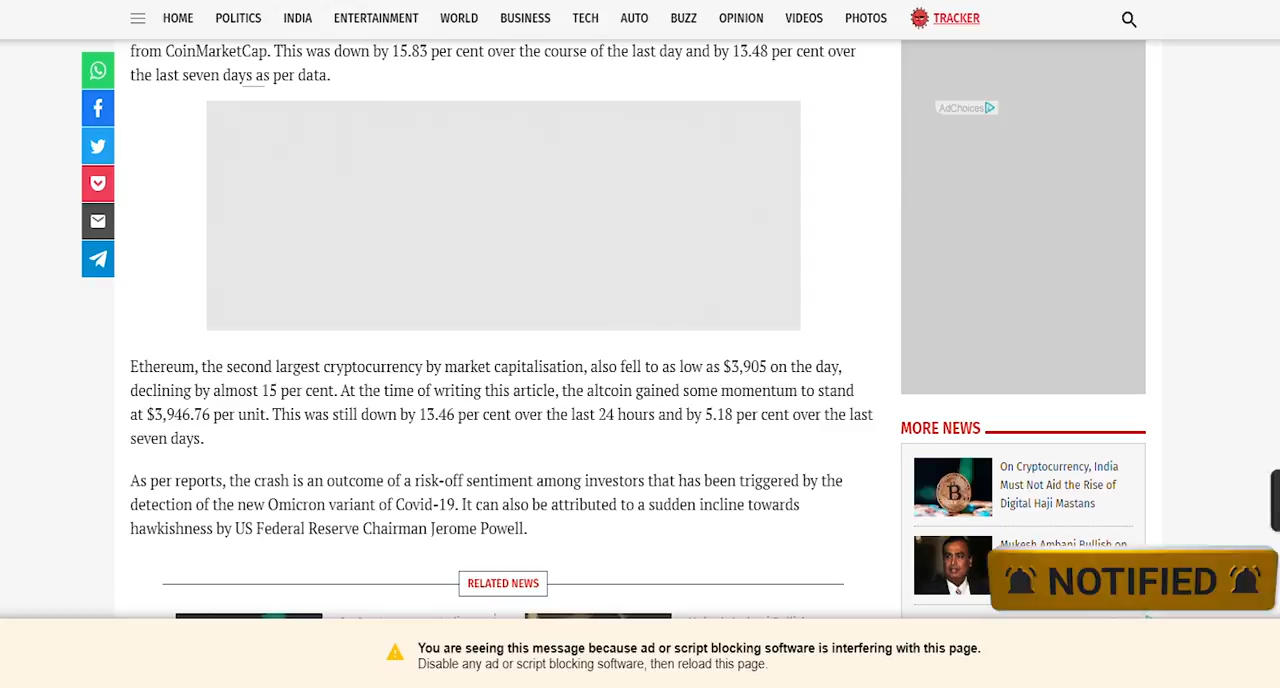 HOME POLITICS INDIA ENTERTAINMENT WORLD BUSINESS TECH AUTO BUZZ OPINION VIDEOS PHOTOS TRACKER
from CoinMarketCap. This was down by 15.83 per cent over the course of the last day and by 13.48 per cent over
the last seven days as per data.
AdChoices
Ethereum, the second largest cryptocurrency by market capitalisation, also fell to as low as $3,905 on the day,
declining by almost 15 per cent. At the time of writing this article, the altcoin gained some momentum to stand
at $3,946.76 per unit. This was still down by 13.46 per cent over the last 24 hours and by 5.18 per cent over the last
seven days.
As per reports, the crash is an outcome of a risk-off sentiment among investors that has been triggered by the
detection of the new Omicron variant of Covid-19. It can also be attributed to a sudden incline towards
hawkishness by US Federal Reserve Chairman Jerome Powell.
RELATED NEWS
MORE NEWS
On Cryptocurrency, India
Must Not Aid the Rise of
Digital Haji Mastans
Mukesh Ambani Bullish on
NOTIFIED
You are seeing this message because ad or script blocking software is interfering with this page.
Disable any ad or script blocking software, then reload this page.